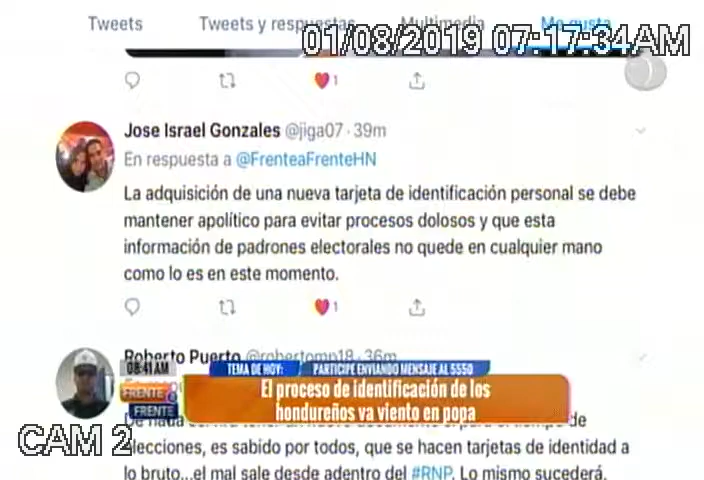 Tweets Tweets y respuestas Multimedia Me gusta
01/08/2019 07:17:34AM
1
Jose Israel Gonzales @jiga07 · 39m
En respuesta a @FrenteaFrenteHN
La adquisición de una nueva tarjeta de identificación personal se debe
mantener apolítico para evitar procesos dolosos y que esta
información de padrones electorales no quede en cualquier mano
como lo es en este momento.
1
Roberto Puerto @robertomp18 · 36m
08:41 AM
TEMA DE HOY: PARTICIPE ENVIANDO MENSAJE AL 5550
FRENTE a
FRENTE
El proceso de identificación de los
hondureños va viento en popa
CAM 2
De nada de
elecciones, es sabido por todos, que se hacen tarjetas de identidad a
lo bruto...el mal sale desde adentro del #RNP. Lo mismo sucederá.